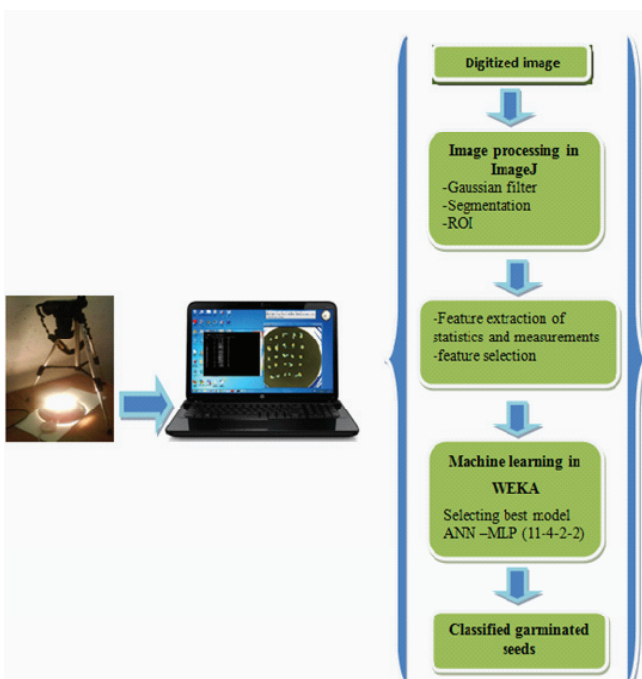 Digitized image
Image processing in
ImageJ
-Gaussian filter
-Segmentation
-ROI
-Feature extraction of
statistics and measurements
-feature selection
Machine learning in
WEKA
Selecting best model
ANN –MLP (11-4-2-2)
Classified garminated
seeds